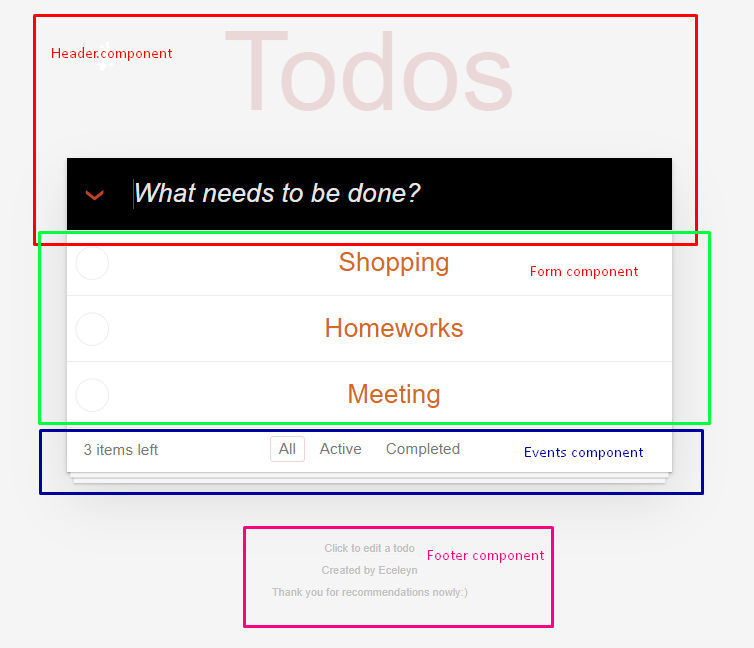 Todos
Header.component
What needs to be done?
Shopping
Form component
Homeworks
Meeting
3 items left All Active Completed Events component
Click to edit a todo
Footer component
Created by Eceleyn
Thank you for recommendations nowly:)